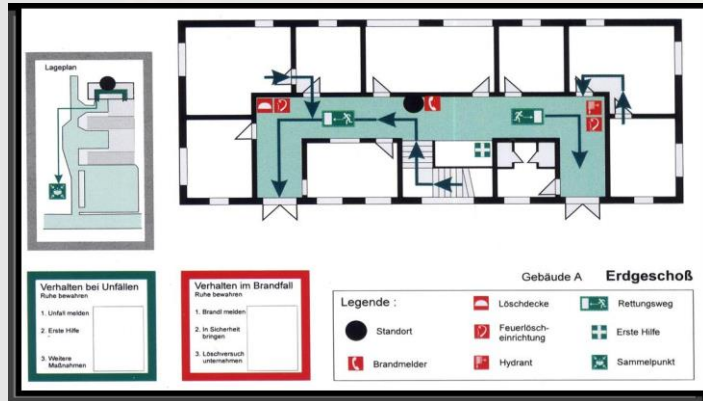 Lageplan
Gebäude A Erdgeschoß
Verhalten bei Unfällen
Ruhe bewahren
1. Unfall melden
2. Erste Hilfe
3. Weitere
Maßnahmen
Verhalten im Brandfall
Ruhe bewahren
1. Brandl melden
2. In Sicherheit
bringen
3. Löschversuch
unternehmen
Legende :
Standort
Brandmelder
Löschdecke
Feuerlösch-
einrichtung
Hydrant
Rettungsweg
Erste Hilfe
Sammelpunkt